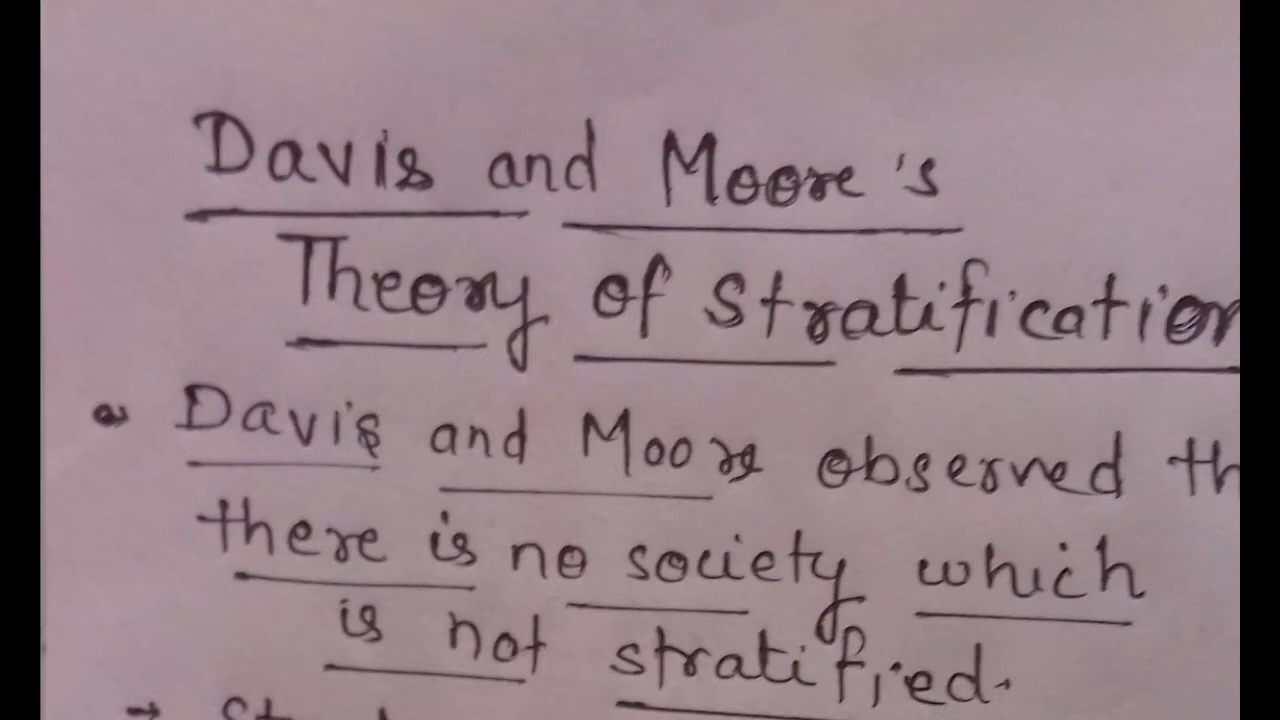 Davis and Moore's
Theory of Stratification
Davis and Moore observed th
there is no society which
is not stratified.